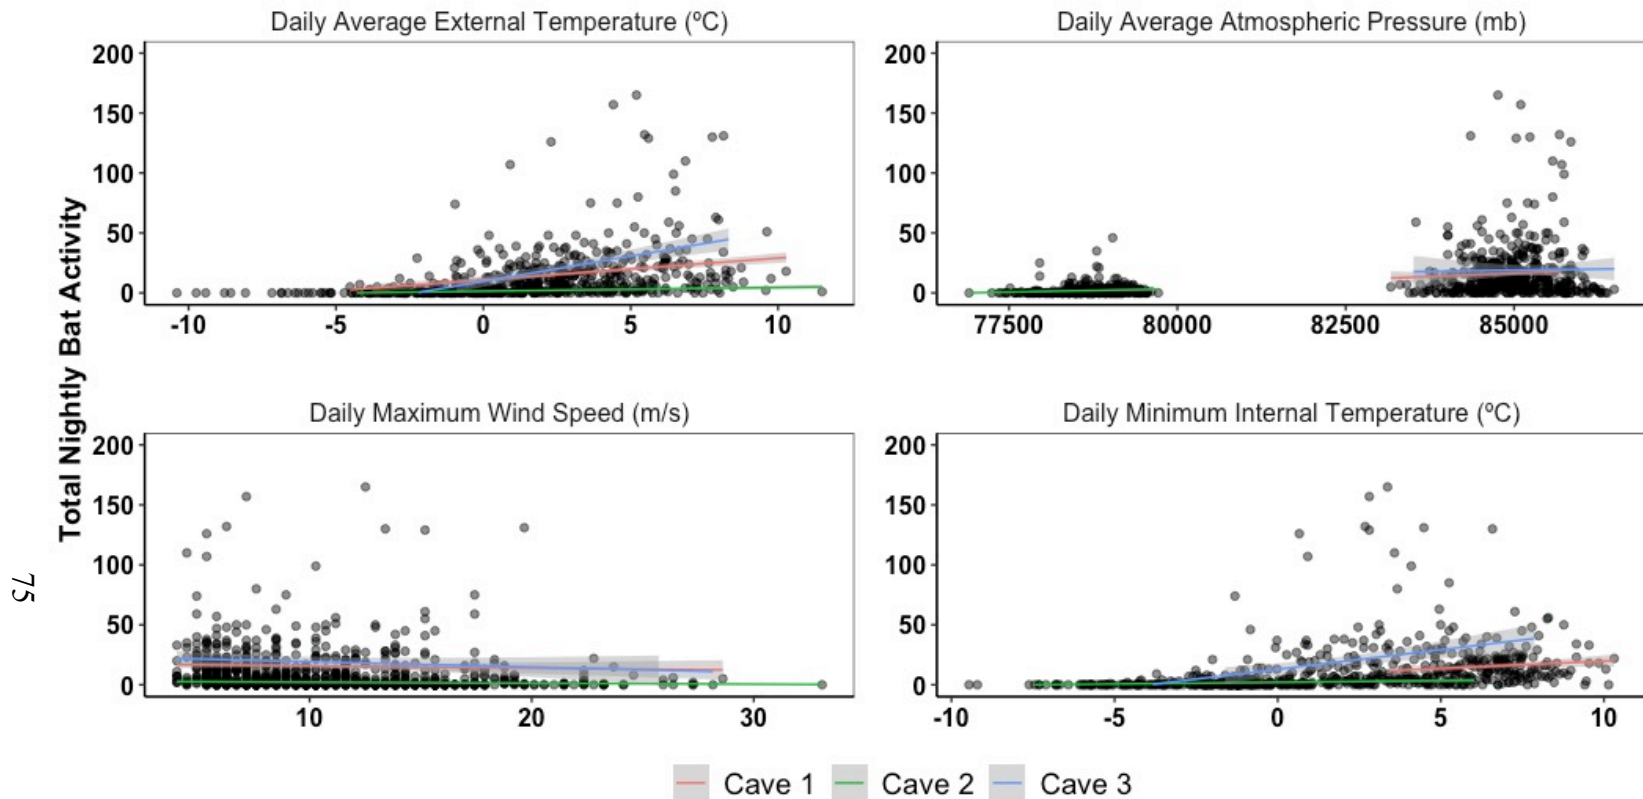 Daily Average External Temperature (ºC)
Daily Average Atmospheric Pressure (mb)
200
150
100
50
0
-10 -5 0 5 10
200
150
100
50
0
77500 80000 82500 85000
Total Nightly Bat Activity
Daily Maximum Wind Speed (m/s)
Daily Minimum Internal Temperature (ºC)
200
150
100
50
0
10 20 30
200
150
100
50
0
-10 -5 0 5 10
Cave 1 Cave 2 Cave 3
75